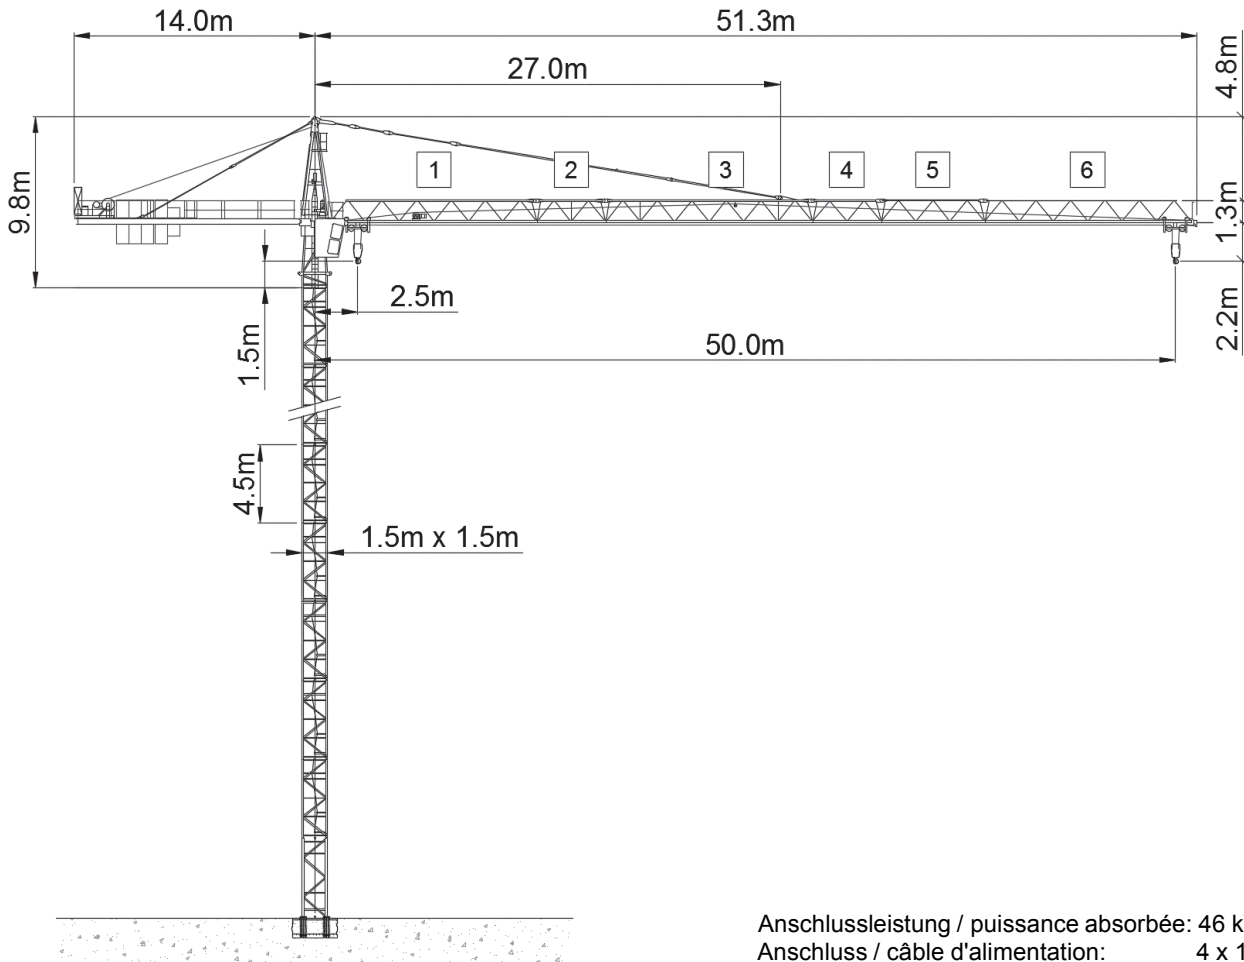 14.0m
51.3m
27.0m
4.8m
9.8m
1
2
3
4
5
6
1.3m
2.5m
1.5m
2.2m
50.0m
4.5m
1.5m x 1.5m
Anschlussleistung / puissance absorbée: 46 k
Anschluss / câble d'alimentation: 4 x 1